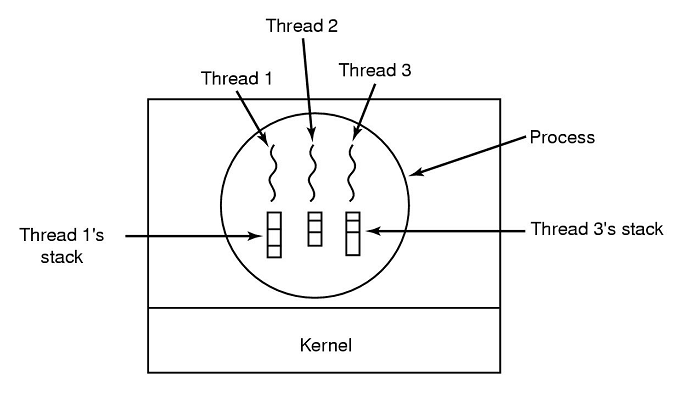 Thread 2
Thread 1
Thread 3
Process
Thread 1's
stack
Thread 3's stack
Kernel